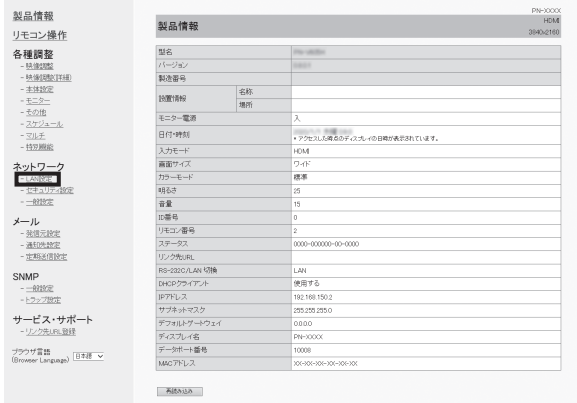 製品情報
リモコン操作
各種調整
- 映像調整
- 映像調整(詳細)
- 本体設定
- モニター
- その他
- スケジュール
- マルチ
- 特別機能
ネットワーク
- LAN設定
- セキュリティ設定
- 一般設定
メール
- 発信元設定
- 通知先設定
- 定期送信設定
SNMP
- 一般設定
- トラップ設定
サービス・サポート
- リンク先URL登録
ブラウザ言語
(Browser Language) 日本語
PN-XXXX
製品情報 HDMI
3840x2160
型名
バージョン
製造番号
設置情報 名称
場所
モニター電源 入
日付・時刻
* アクセスした時点のディスプレイの日時が表示されています。
入力モード HDMI
画面サイズ ワイド
カラーモード 標準
明るさ 25
音量 15
ID番号 0
リモコン番号 2
ステータス 0000-000000-00-0000
リンク先URL
RS-232C/LAN 切換 LAN
DHCPクライアント 使用する
IPアドレス 192.168.150.2
サブネットマスク 255.255.255.0
デフォルトゲートウェイ 0.0.0.0
ディスプレイ名 PN-XXXX
データポート番号 10008
MACアドレス XX-XX-XX-XX-XX-XX
再読み込み